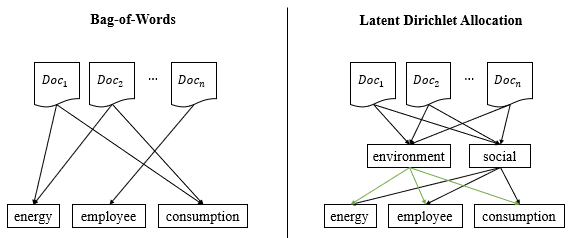 Bag-of-Words
Doc1 Doc2 ... Docn
energy employee consumption
Latent Dirichlet Allocation
Doc1 Doc2 ... Docn
environment social
energy employee consumption